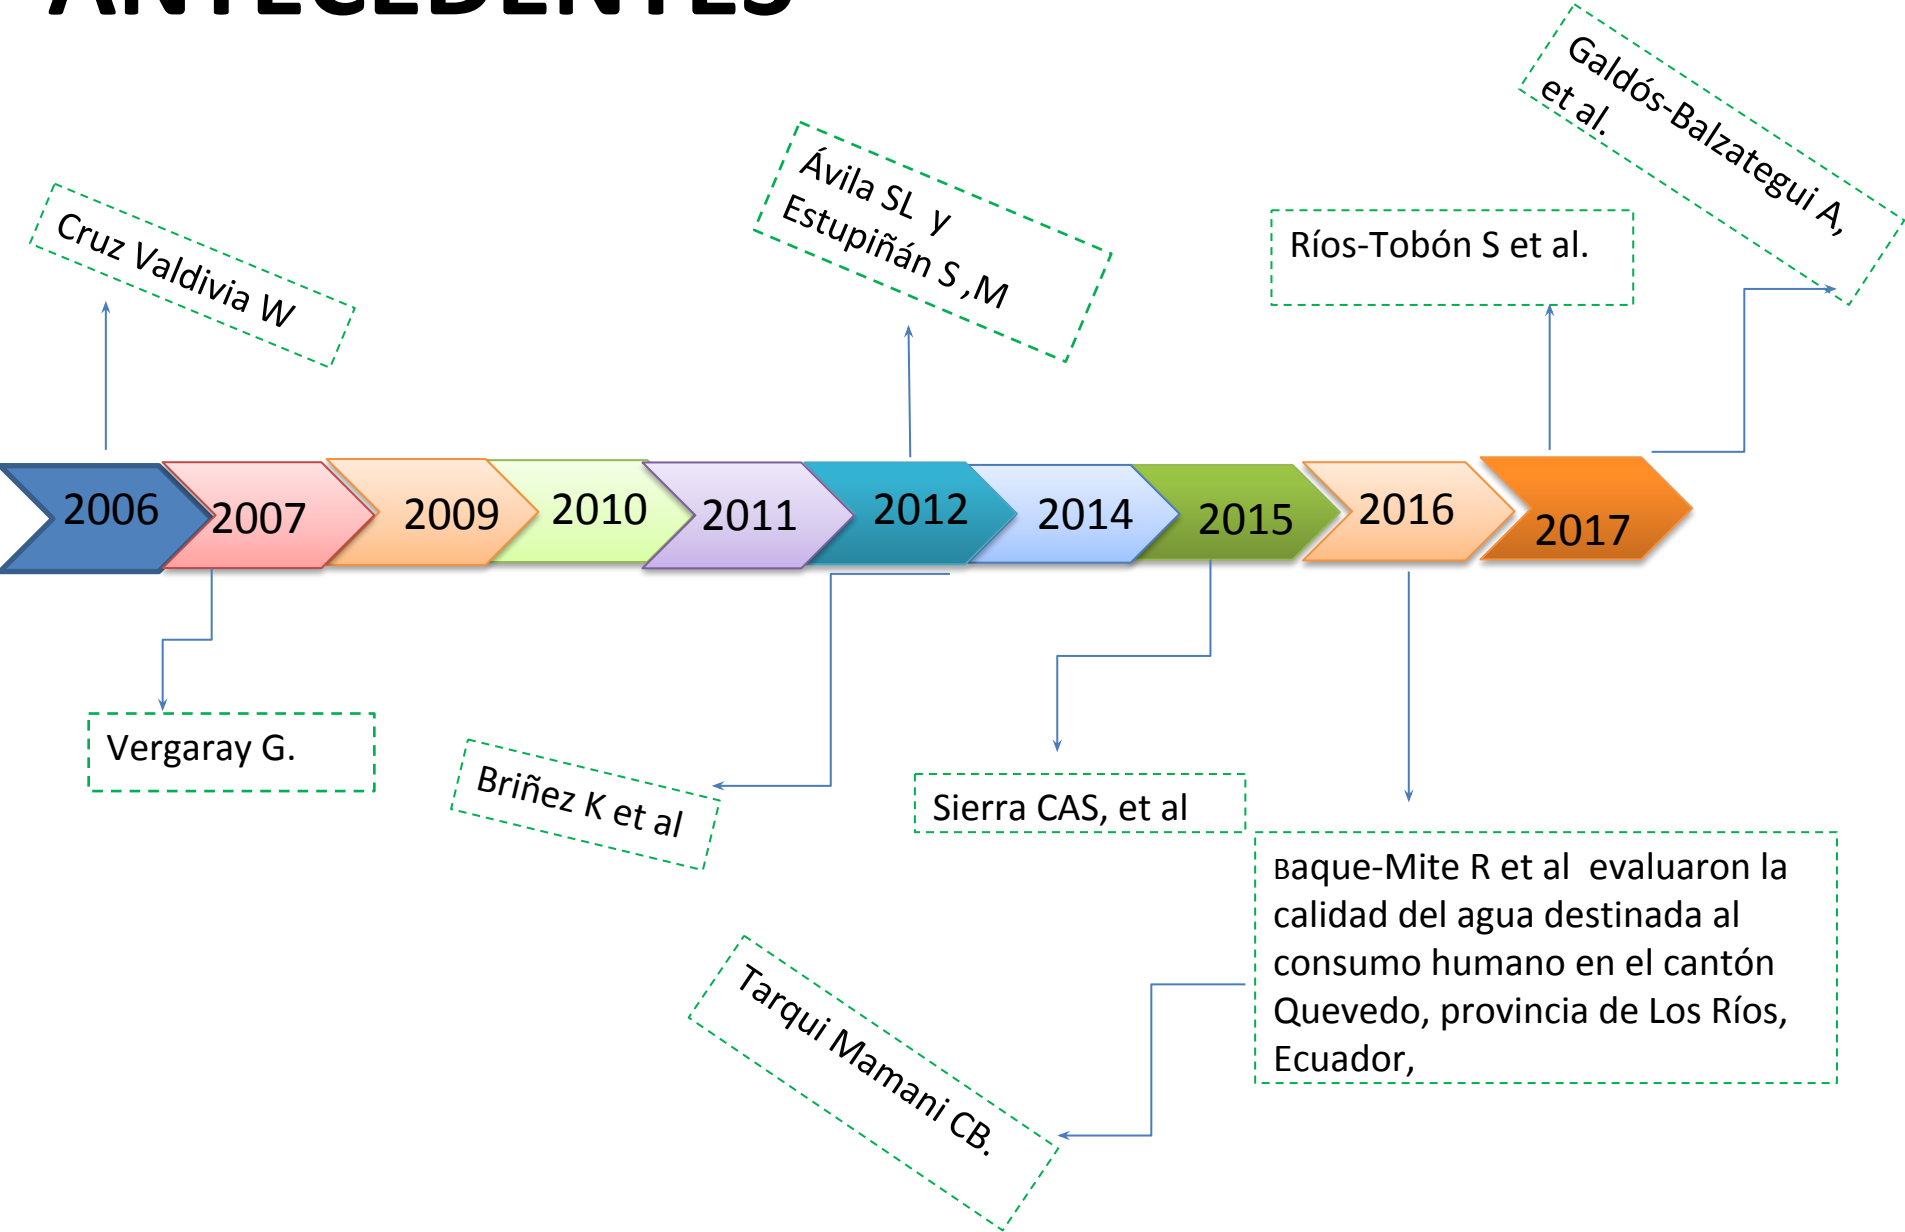 ANTECEDENTES
Galdós-Balzategui A,
et al.
Ávila SL y
Estupiñán S ,M
Cruz Valdivia W
Ríos-Tobón S et al.
2006
2007
2009
2010
2011
2012
2014
2015
2016
2017
Vergaray G.
Briñez K et al
Sierra CAS, et al
Baque-Mite R et al evaluaron la
calidad del agua destinada al
consumo humano en el cantón
Quevedo, provincia de Los Ríos,
Ecuador,
Tarqui Mamani CB.